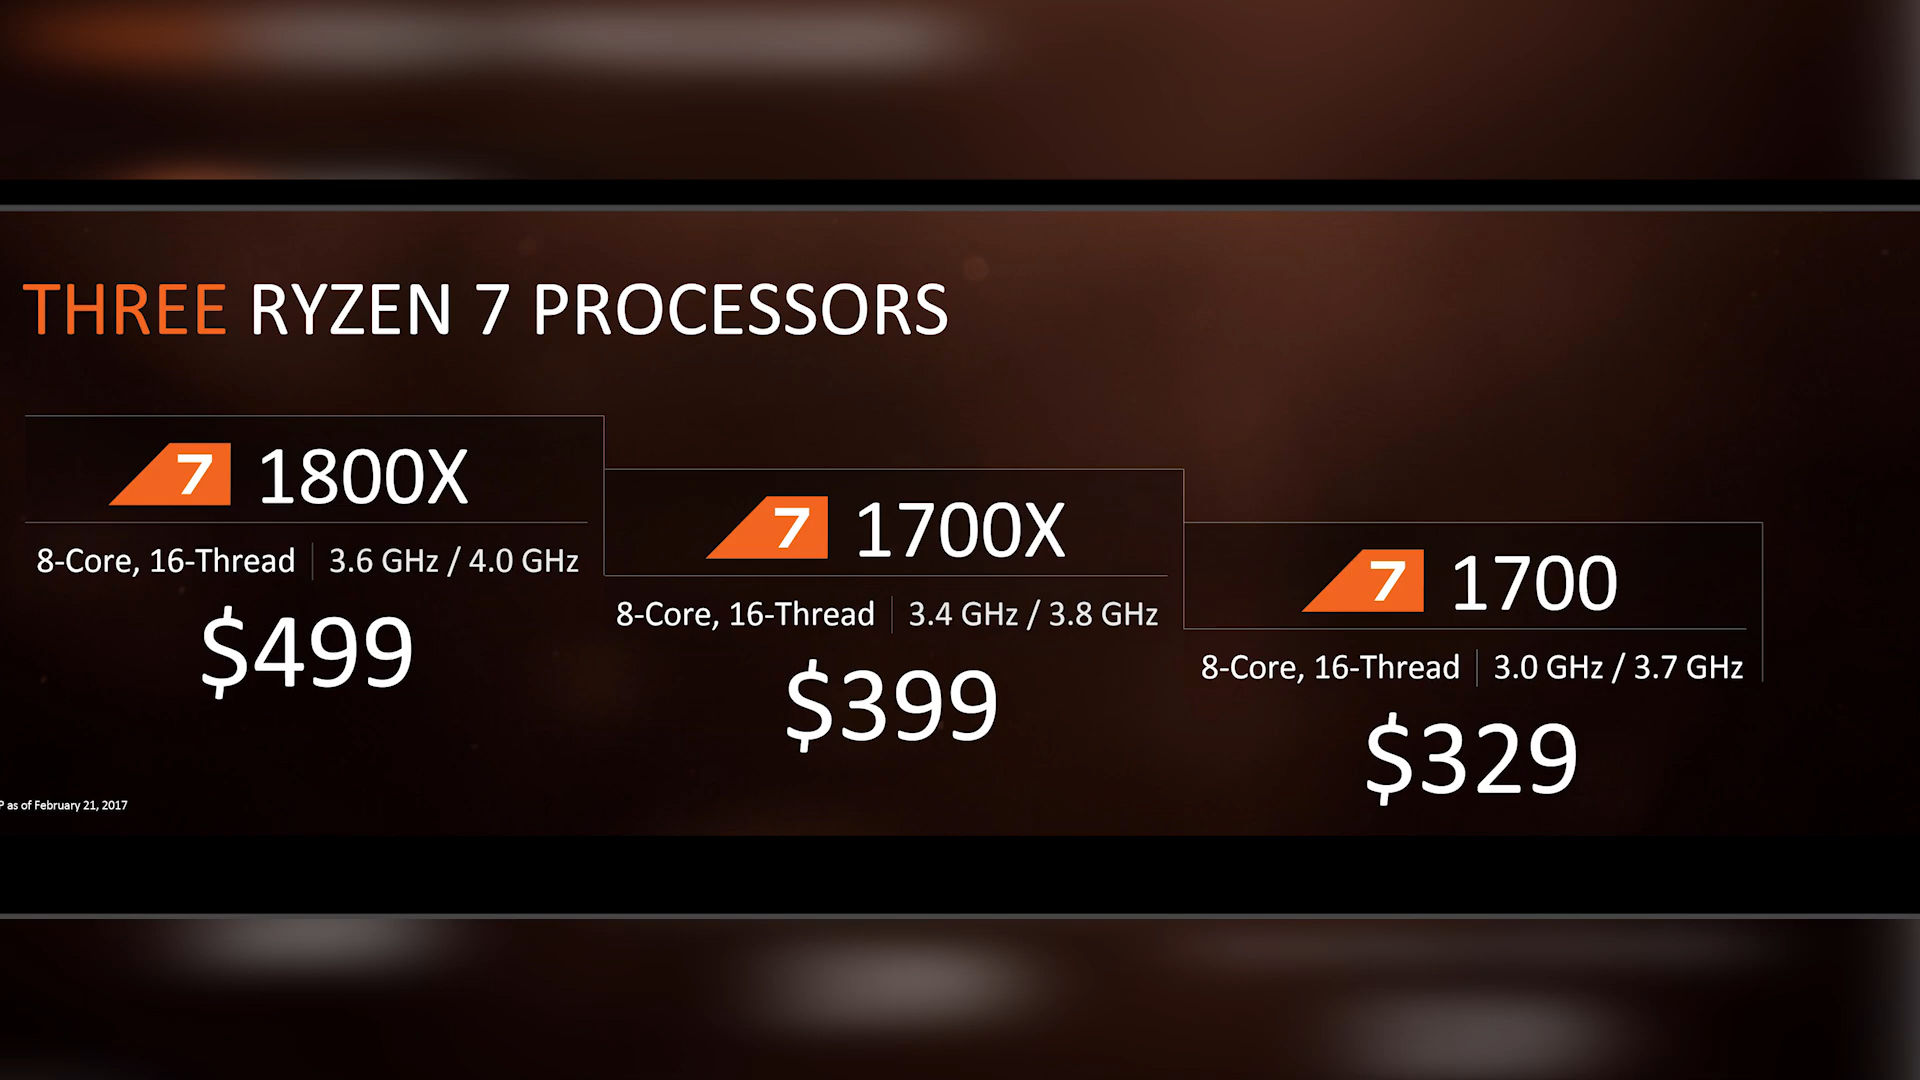 THREE RYZEN 7 PROCESSORS
7 1800X
8-Core, 16-Thread | 3.6 GHz / 4.0 GHz
$499
7 1700X
8-Core, 16-Thread | 3.4 GHz / 3.8 GHz
$399
7 1700
8-Core, 16-Thread | 3.0 GHz / 3.7 GHz
$329
P as of February 21, 2017